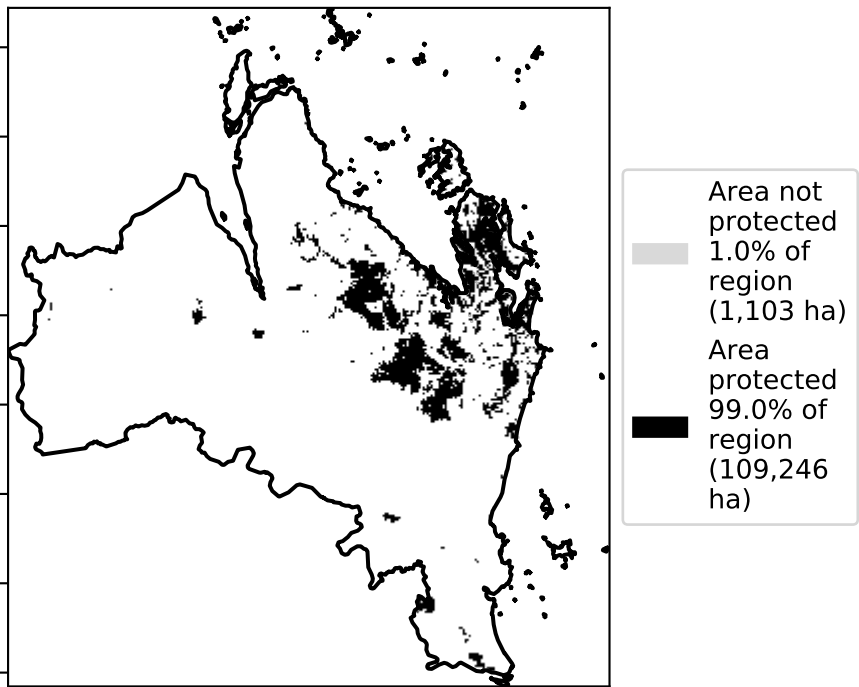 Area not
protected
1.0% of
region
(1,103 ha)
Area
protected
99.0% of
region
(109,246
ha)